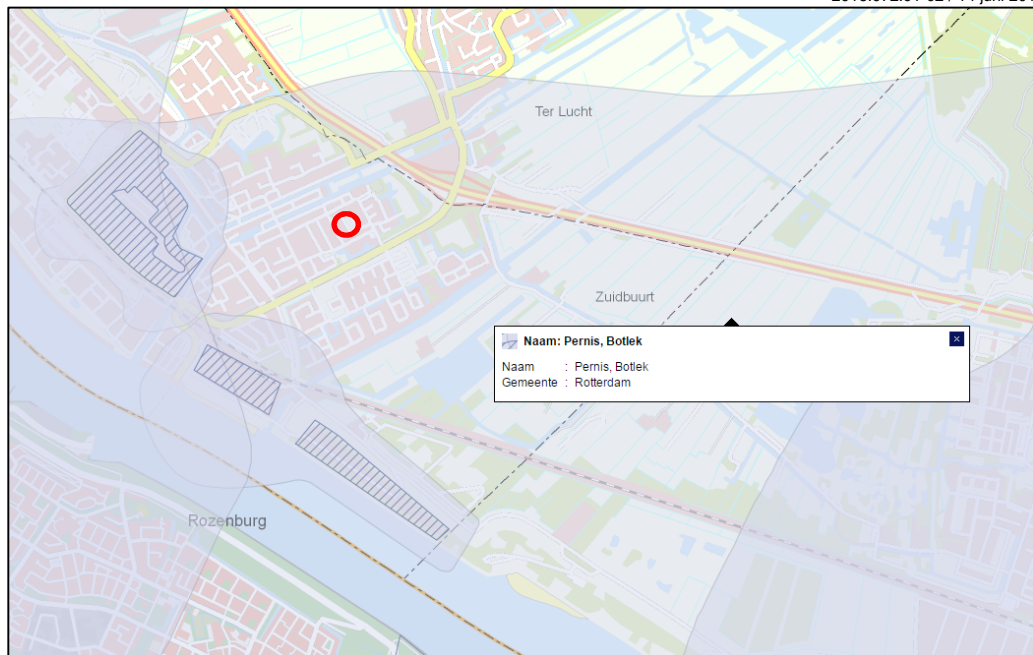 Ter Lucht
Zuidbuurt
Naam: Pernis, Botlek
Naam : Pernis, Botlek
Gemeente : Rotterdam
Rozenburg